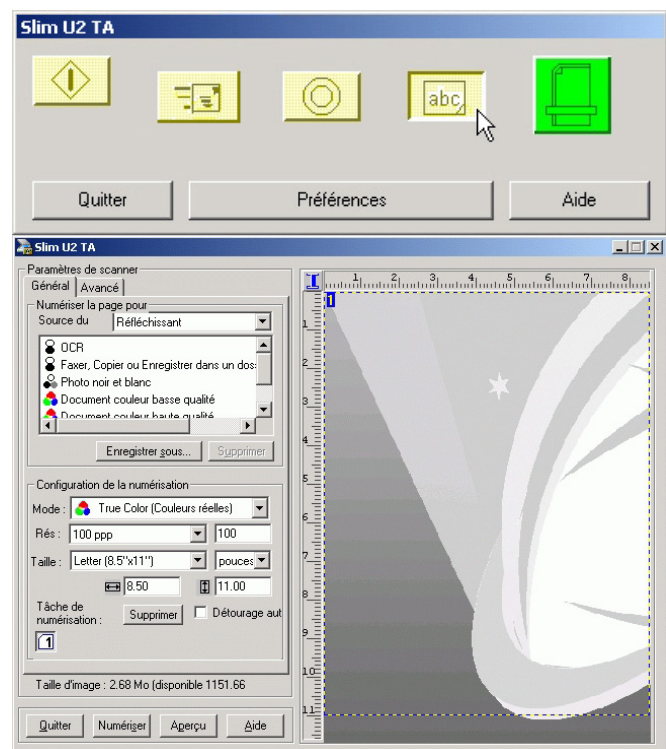 Slim U2 TA
abc
Quitter Préférences Aide
Slim U2 TA
Paramètres de scanner
Général Avancé
Numériser la page pour
Source du Réfléchissant
OCR
Faxer, Copier ou Enregistrer dans un dos:
Photo noir et blanc
Document couleur basse qualité
Document couleur haute qualité
Enregistrer sous... Supprimer
Configuration de la numérisation
Mode : True Color (Couleurs réelles)
Rés : 100 ppp 100
Taille : Letter (8.5"x11") pouces
8.50 11.00
Tâche de
numérisation : Supprimer Détourage aut
1
Taille d'image : 2.68 Mo (disponible 1151.66
Quitter Numériser Aperçu Aide
1 2 3 4 5 6 7 8
1
1
2
3
4
5
6
7
8
9
10
11